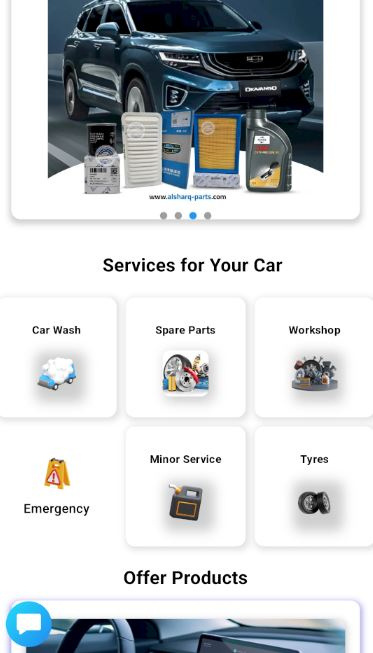 OKAVANGO
www.alsharq-parts.com
Services for Your Car
Car Wash
Spare Parts
Workshop
Emergency
Minor Service
Tyres
Offer Products